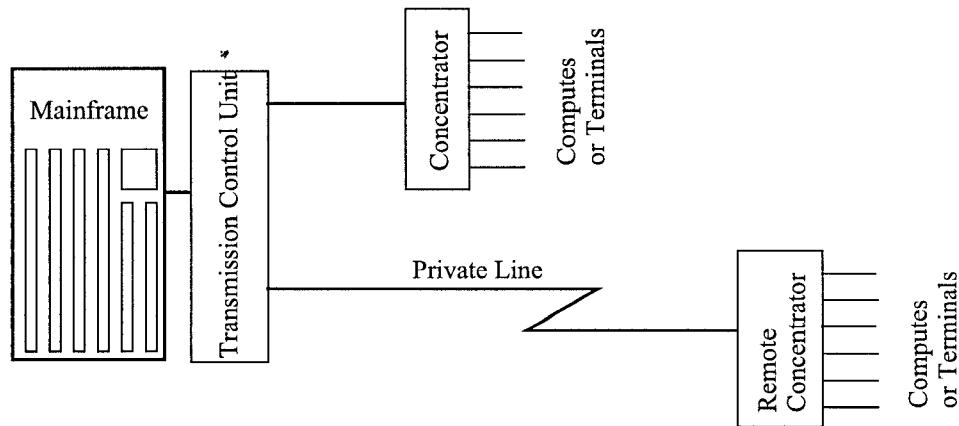 Mainframe
Transmission Control Unit *
Concentrator
Computes
or Terminals
Private Line
Remote
Concentrator
Computes
or Terminals